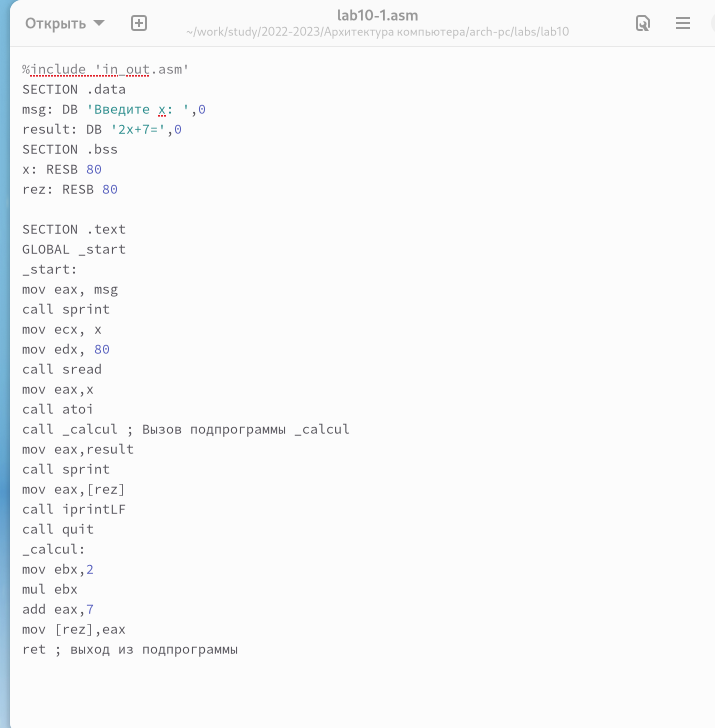 Открыть
lab10-1.asm
~/work/study/2022-2023/Архитектура компьютера/arch-pc/labs/lab10
%include 'in_out.asm'
SECTION .data
msg: DB 'Введите x: ',0
result: DB '2x+7=',0
SECTION .bss
x: RESB 80
rez: RESB 80
SECTION .text
GLOBAL _start
_start:
mov eax, msg
call sprint
mov ecx, x
mov edx, 80
call sread
mov eax,x
call atoi
call _calcul ; Вызов подпрограммы _calcul
mov eax,result
call sprint
mov eax,[rez]
call iprintLF
call quit
_calcul:
mov ebx,2
mul ebx
add eax,7
mov [rez],eax
ret ; выход из подпрограммы